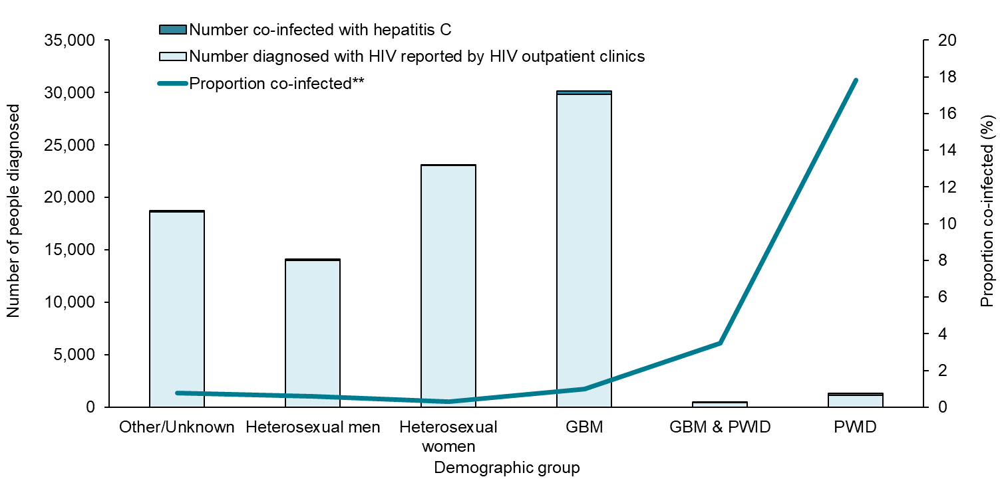 Number co-infected with hepatitis C
Number diagnosed with HIV reported by HIV outpatient clinics
Proportion co-infected**
Number of people diagnosed
35,000
30,000
25,000
20,000
15,000
10,000
5,000
0
20
18
16
14
12
10
8
6
4
2
0
Proportion co-infected (%)
Other/Unknown
Heterosexual men
Heterosexual
women
GBM
GBM & PWID
PWID
Demographic group